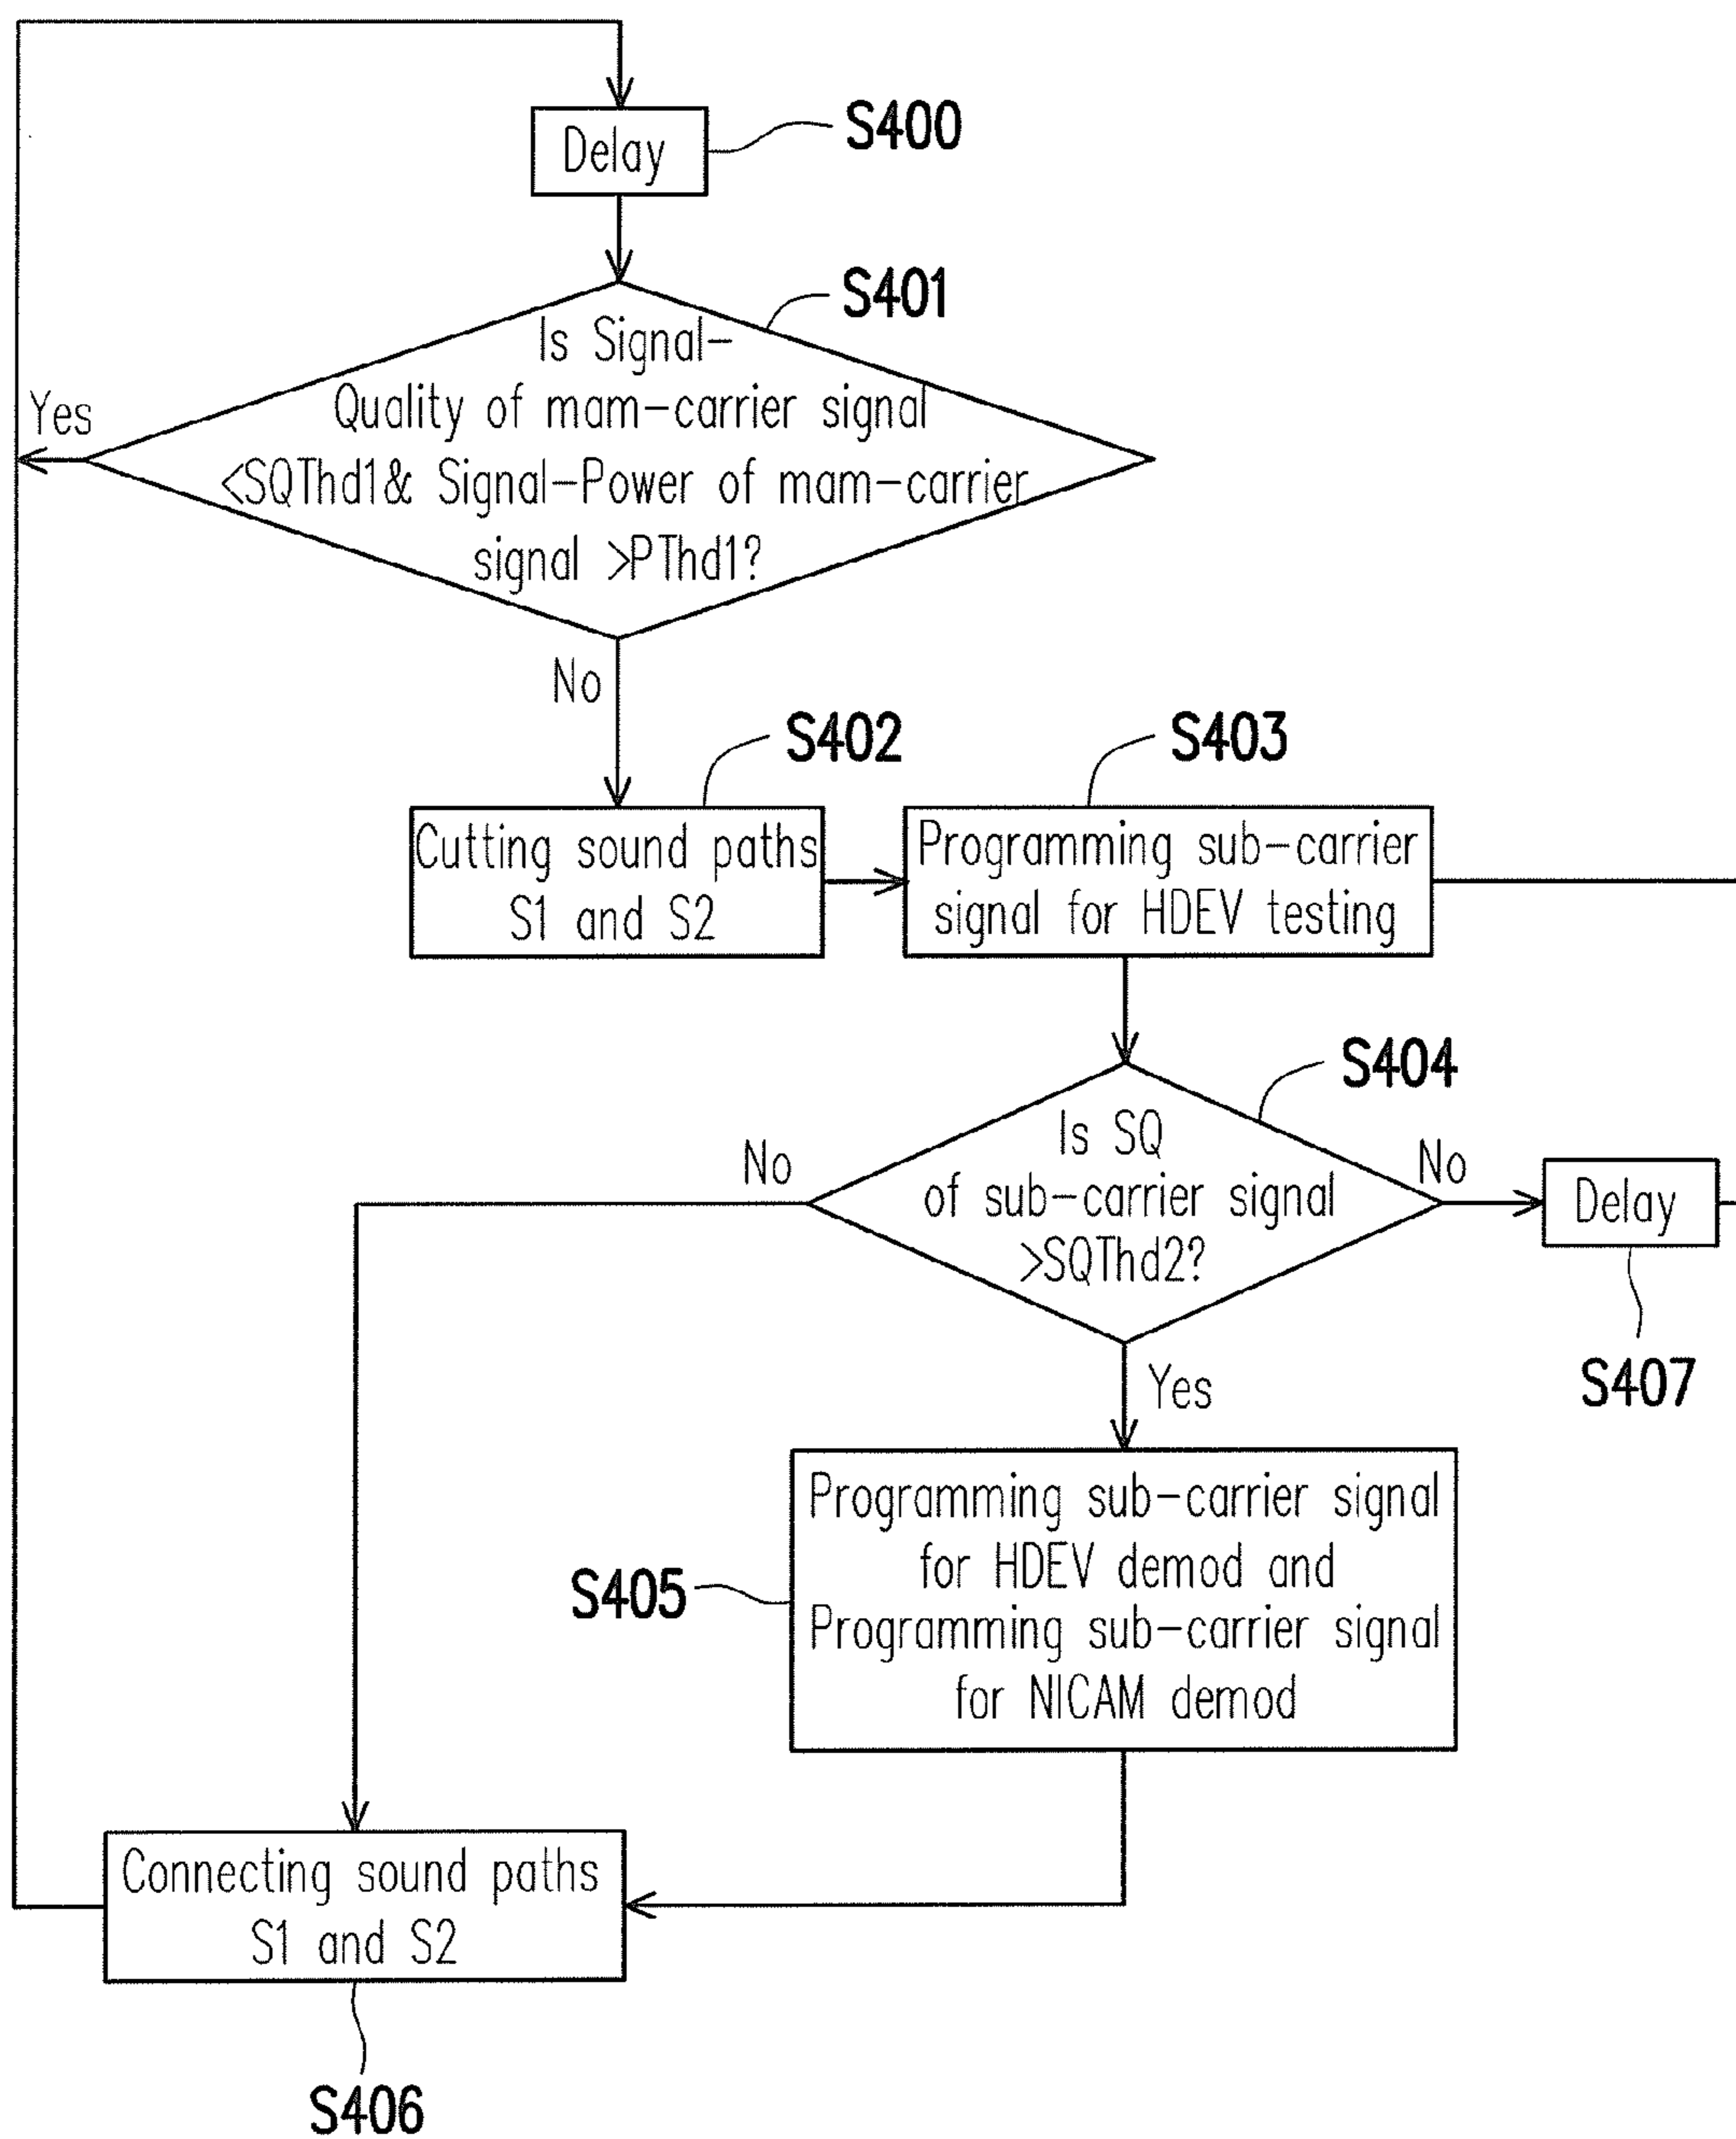 Delay
S400
S401
Is Signal-
Quality of mam-carrier signal
<SQThd1& Signal-Power of mam-carrier
signal >PThd1?
Yes
No
S402
S403
Cutting sound paths
S1 and S2
Programming sub-carrier
signal for HDEV testing
S404
Is SQ
of sub-carrier signal
>SQThd2?
No
No
Delay
S407
Yes
Programming sub-carrier signal
for HDEV demod and
Programming sub-carrier signal
for NICAM demod
S405
Connecting sound paths
S1 and S2
S406